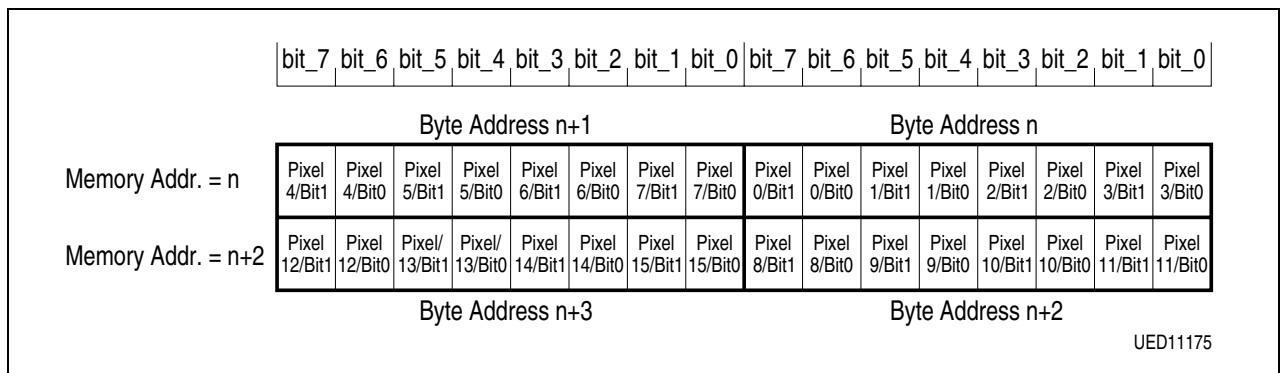 bit_7 bit_6 bit_5 bit_4 bit_3 bit_2 bit_1 bit_0 bit_7 bit_6 bit_5 bit_4 bit_3 bit_2 bit_1 bit_0
Byte Address n+1 Byte Address n
Memory Addr. = n
Pixel Pixel Pixel Pixel Pixel Pixel Pixel Pixel Pixel Pixel Pixel Pixel Pixel Pixel Pixel Pixel
4/Bit1 4/Bit0 5/Bit1 5/Bit0 6/Bit1 6/Bit0 7/Bit1 7/Bit0 0/Bit1 0/Bit0 1/Bit1 1/Bit0 2/Bit1 2/Bit0 3/Bit1 3/Bit0
Memory Addr. = n+2
Pixel Pixel Pixel/ Pixel/ Pixel Pixel Pixel Pixel Pixel Pixel Pixel Pixel Pixel Pixel Pixel Pixel
12/Bit1 12/Bit0 13/Bit1 13/Bit0 14/Bit1 14/Bit0 15/Bit1 15/Bit0 8/Bit1 8/Bit0 9/Bit1 9/Bit0 10/Bit1 10/Bit0 11/Bit1 11/Bit0
Byte Address n+3 Byte Address n+2
UED11175